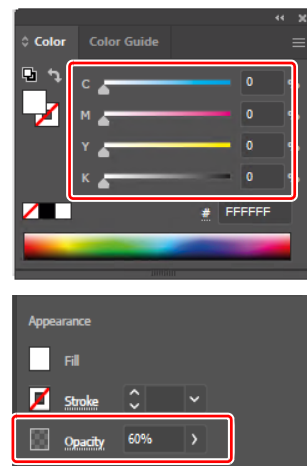 Color Color Guide
C 0 %
M 0 %
Y 0 %
K 0 %
# FFFFFF
Appearance
Fill
Stroke
Opacity 60%